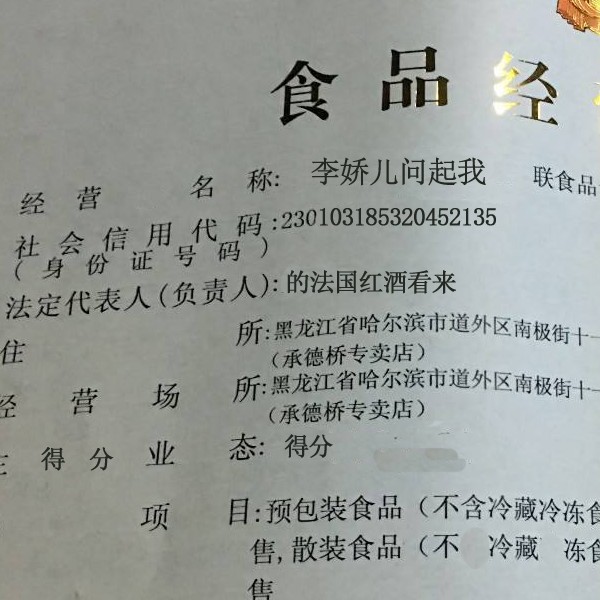 食品经
经营名称:李娇儿问起我 联食品
社会信用代码:230103185320452135
(身份证号码)
法定代表人(负责人):的法国红酒看来
住所:黑龙江省哈尔滨市道外区南极街十一
(承德桥专卖店)
经营场所:黑龙江省哈尔滨市道外区南极街十一
(承德桥专卖店)
得分业态:得分
项目:预包装食品(不含冷藏冷冻食
售,散装食品(不 冷藏 冻食
售